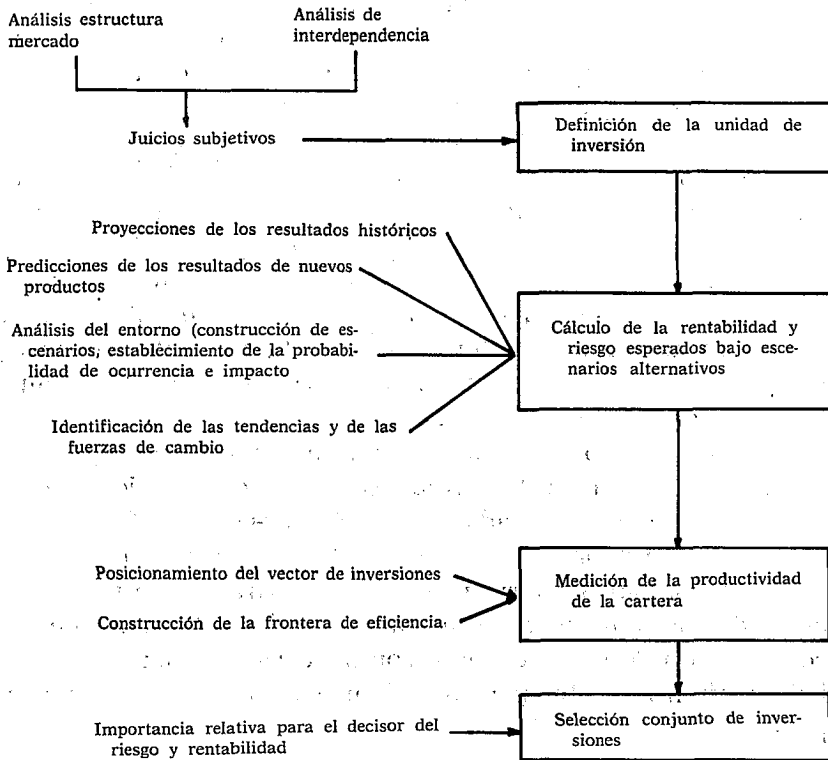 Análisis estructura
mercado
Análisis de
interdependencia
Juicios subjetivos
Definición de la unidad de
inversión
Proyecciones de los resultados históricos
Predicciones de los resultados de nuevos
productos
Análisis del entorno (construcción de es-
cenarios, establecimiento de la probabi-
lidad de ocurrencia e impacto
Identificación de las tendencias y de las
fuerzas de cambio
Cálculo de la rentabilidad y
riesgo esperados bajo esce-
narios alternativos
Posicionamiento del vector de inversiones
Construcción de la frontera de eficiencia
Medición de la productividad
de la cartera
Importancia relativa para el decisor del
riesgo y rentabilidad
Selección conjunto de inver-
siones